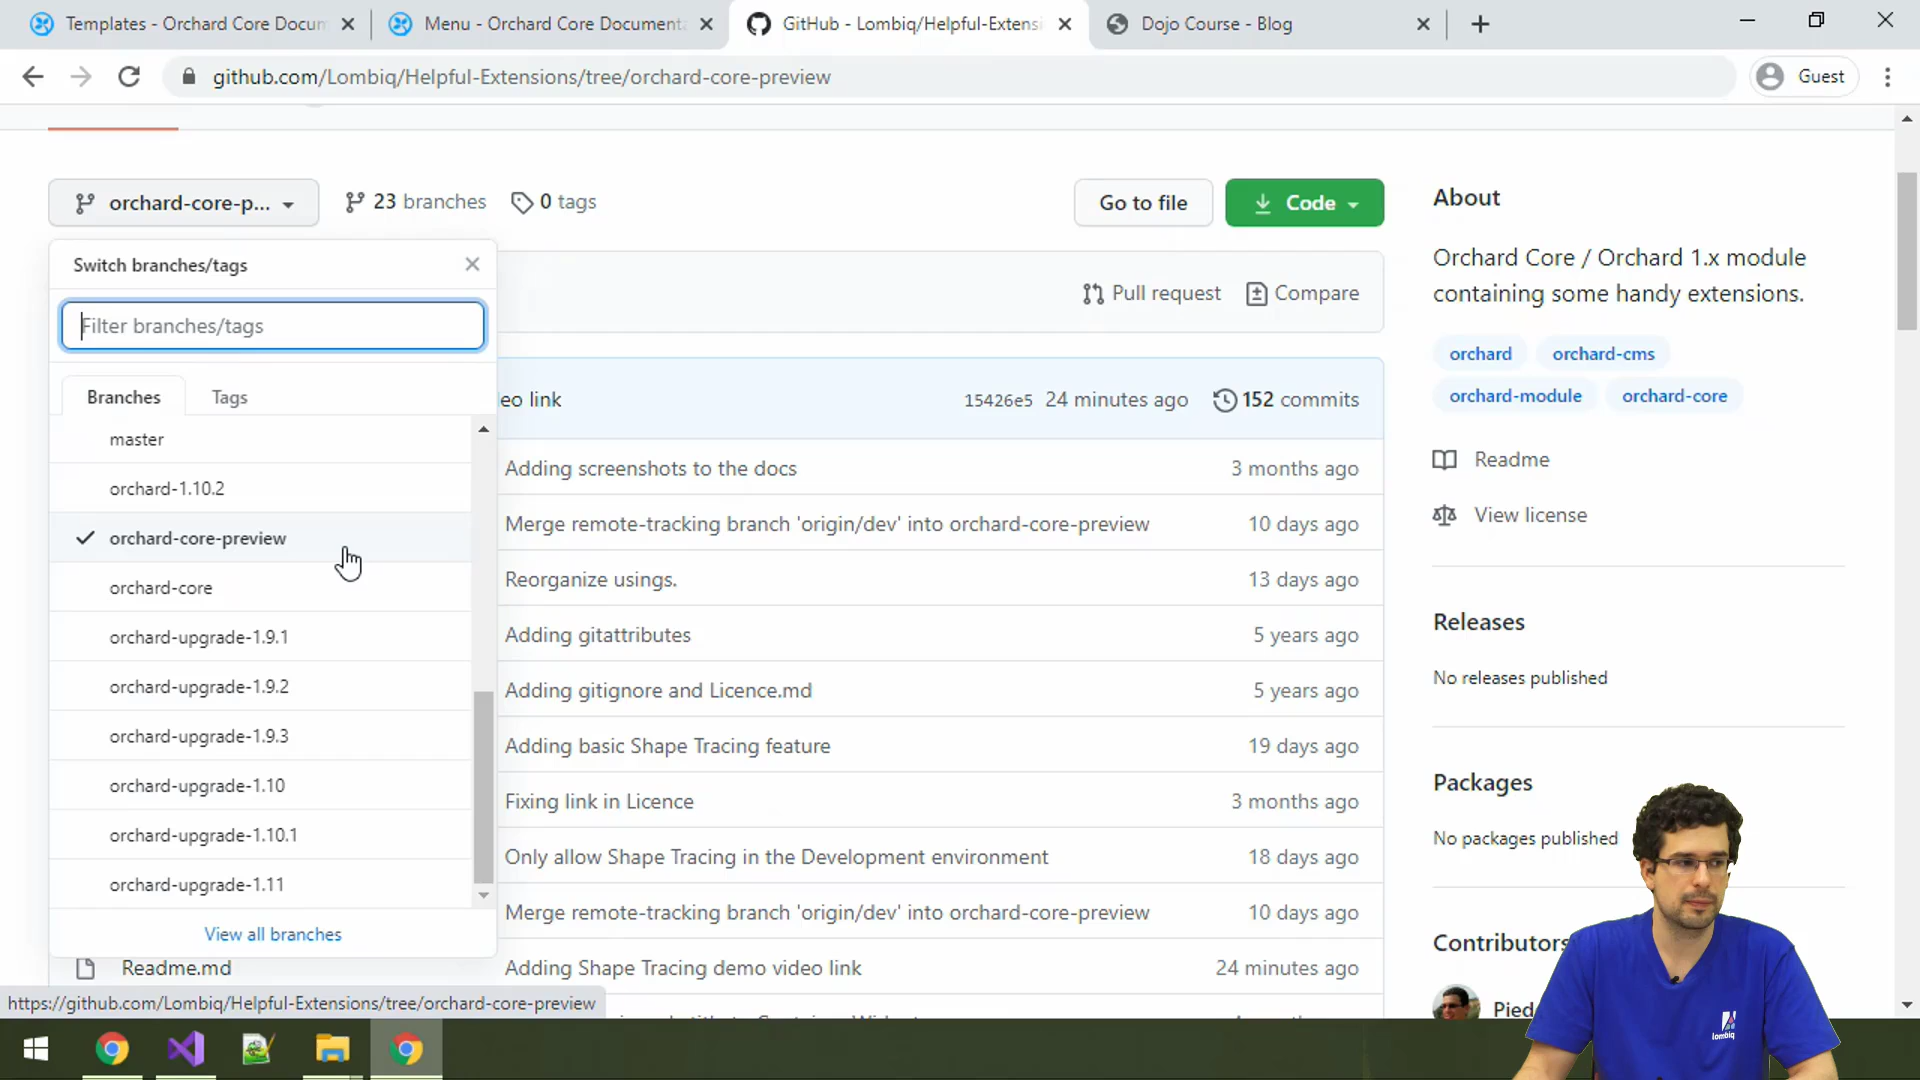 Templates - Orchard Core Docum
Menu - Orchard Core Documenta
GitHub - Lombiq/Helpful-Extensi
Dojo Course - Blog
github.com/Lombiq/Helpful-Extensions/tree/orchard-core-preview
Guest
orchard-core-p...
23 branches
0 tags
Go to file
Code
About
Orchard Core / Orchard 1.x module
containing some handy extensions.
orchard
orchard-cms
orchard-module
orchard-core
Readme
View license
Releases
No releases published
Packages
No packages published
Contributors
Pied
Switch branches/tags
Filter branches/tags
Branches
Tags
master
orchard-1.10.2
orchard-core-preview
orchard-core
orchard-upgrade-1.9.1
orchard-upgrade-1.9.2
orchard-upgrade-1.9.3
orchard-upgrade-1.10
orchard-upgrade-1.10.1
orchard-upgrade-1.11
View all branches
Pull request
Compare
eo link
15426e5 24 minutes ago
152 commits
Adding screenshots to the docs
3 months ago
Merge remote-tracking branch 'origin/dev' into orchard-core-preview
10 days ago
Reorganize usings.
13 days ago
Adding gitattributes
5 years ago
Adding gitignore and Licence.md
5 years ago
Adding basic Shape Tracing feature
19 days ago
Fixing link in Licence
3 months ago
Only allow Shape Tracing in the Development environment
18 days ago
Merge remote-tracking branch 'origin/dev' into orchard-core-preview
10 days ago
Readme.md
Adding Shape Tracing demo video link
24 minutes ago
https://github.com/Lombiq/Helpful-Extensions/tree/orchard-core-preview
lombiq